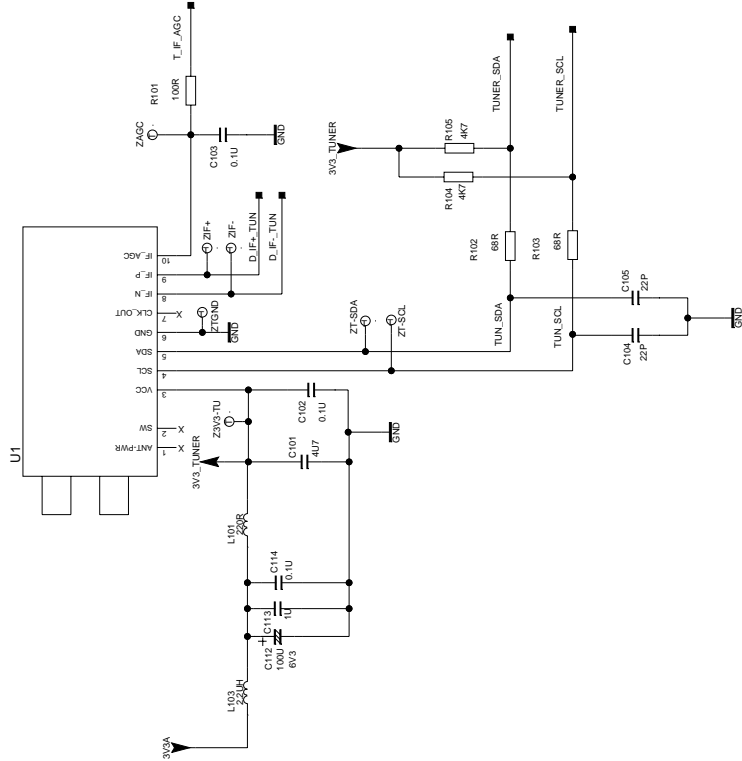 T_IF_AGC
R101
100R
ZAGC
T
C103
0.1U
GND
TUNER_SDA
TUNER_SCL
3V3_TUNER
R105
4K7
R104
4K7
R102
68R
R103
68R
ZIF+
T
ZIF-
T
D_IF+_TUN
D_IF-_TUN
U1
10
IF_AGC
9
IF_P
8
IF_N
7
CLK_OUT
X
6
GND
5
SDA
4
SCL
3
VCC
2
SW
X
1
ANT-PWR
X
T
ZTGND
GND
ZT-SDA
T
ZT-SCL
T
TUN_SDA
TUN_SCL
C105
22P
C104
22P
GND
Z3V3-TU
T
C102
0.1U
3V3_TUNER
C101
4U7
GND
L101
220R
C114
0.1U
C113
1U
+
C112
100U
6V3
L103
2.2UH
3V3A